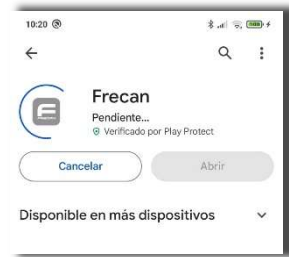 10:20
Frecan
Pendiente...
Verificado por Play Protect
Cancelar
Abrir
Disponible en más dispositivos